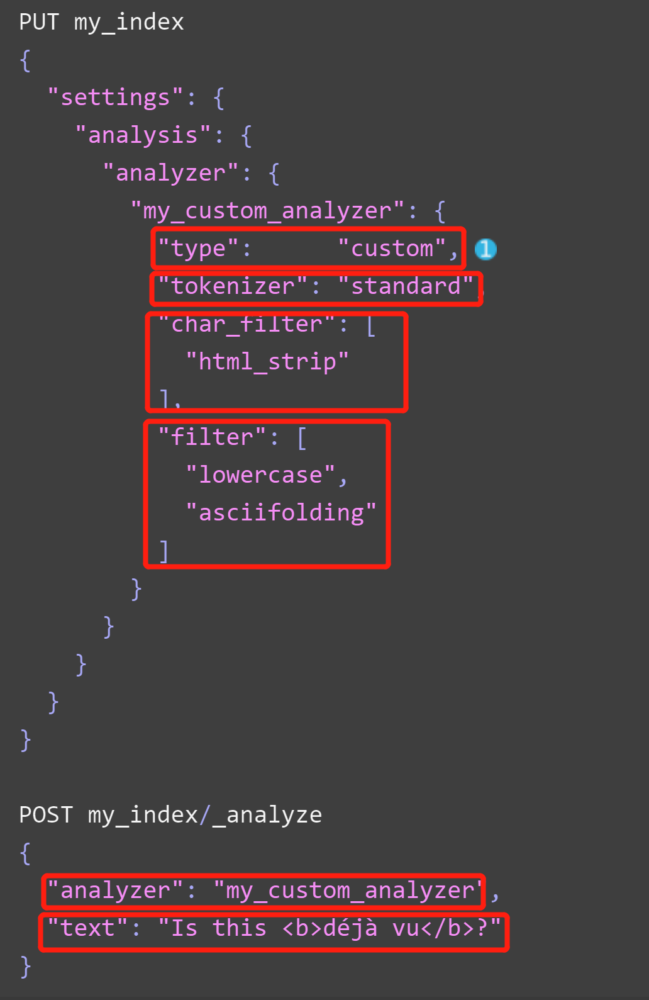 PUT my_index
{
  "settings": {
    "analysis": {
      "analyzer": {
        "my_custom_analyzer": {
          "type":      "custom", 1
          "tokenizer": "standard",
          "char_filter": [
            "html_strip"
          ],
          "filter": [
            "lowercase",
            "asciifolding"
          ]
        }
      }
    }
  }
}
POST my_index/_analyze
{
  "analyzer": "my_custom_analyzer",
  "text": "Is this <b>déjà vu</b>?"
}